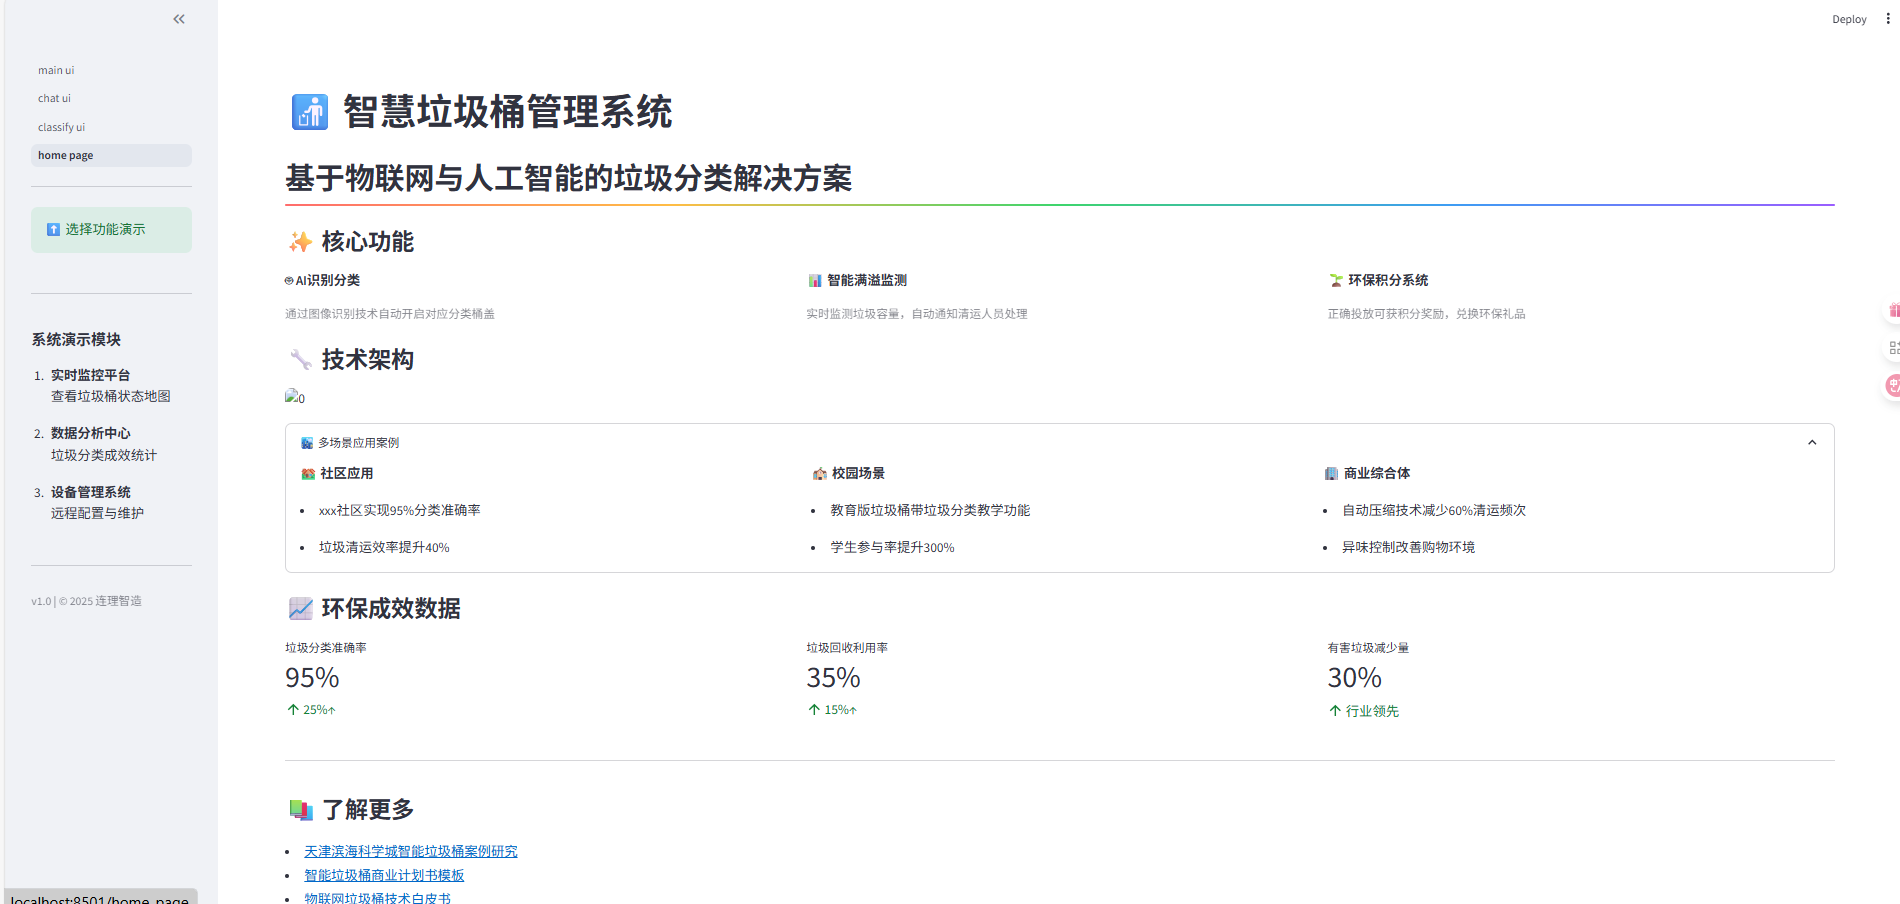 Deploy
main ui
chat ui
classify ui
home page
选择功能演示
系统演示模块
1. 实时监控平台
查看垃圾桶状态地图
2. 数据分析中心
垃圾分类成效统计
3. 设备管理系统
远程配置与维护
v1.0 | © 2025 连理智造
智慧垃圾桶管理系统
基于物联网与人工智能的垃圾分类解决方案
核心功能
AI识别分类
通过图像识别技术自动开启对应分类桶盖
智能满溢监测
实时监测垃圾容量，自动通知清运人员处理
环保积分系统
正确投放可获积分奖励，兑换环保礼品
技术架构
0
多场景应用案例
社区应用
xxx社区实现95%分类准确率
垃圾清运效率提升40%
校园场景
教育版垃圾桶带垃圾分类教学功能
学生参与率提升300%
商业综合体
自动压缩技术减少60%清运频次
异味控制改善购物环境
环保成效数据
垃圾分类准确率
95%
↑ 25%↑
垃圾回收利用率
35%
↑ 15%↑
有害垃圾减少量
30%
↑ 行业领先
了解更多
天津滨海科学城智能垃圾桶案例研究
智能垃圾桶商业计划书模板
物联网垃圾桶技术白皮书
localhost:8501/home_page